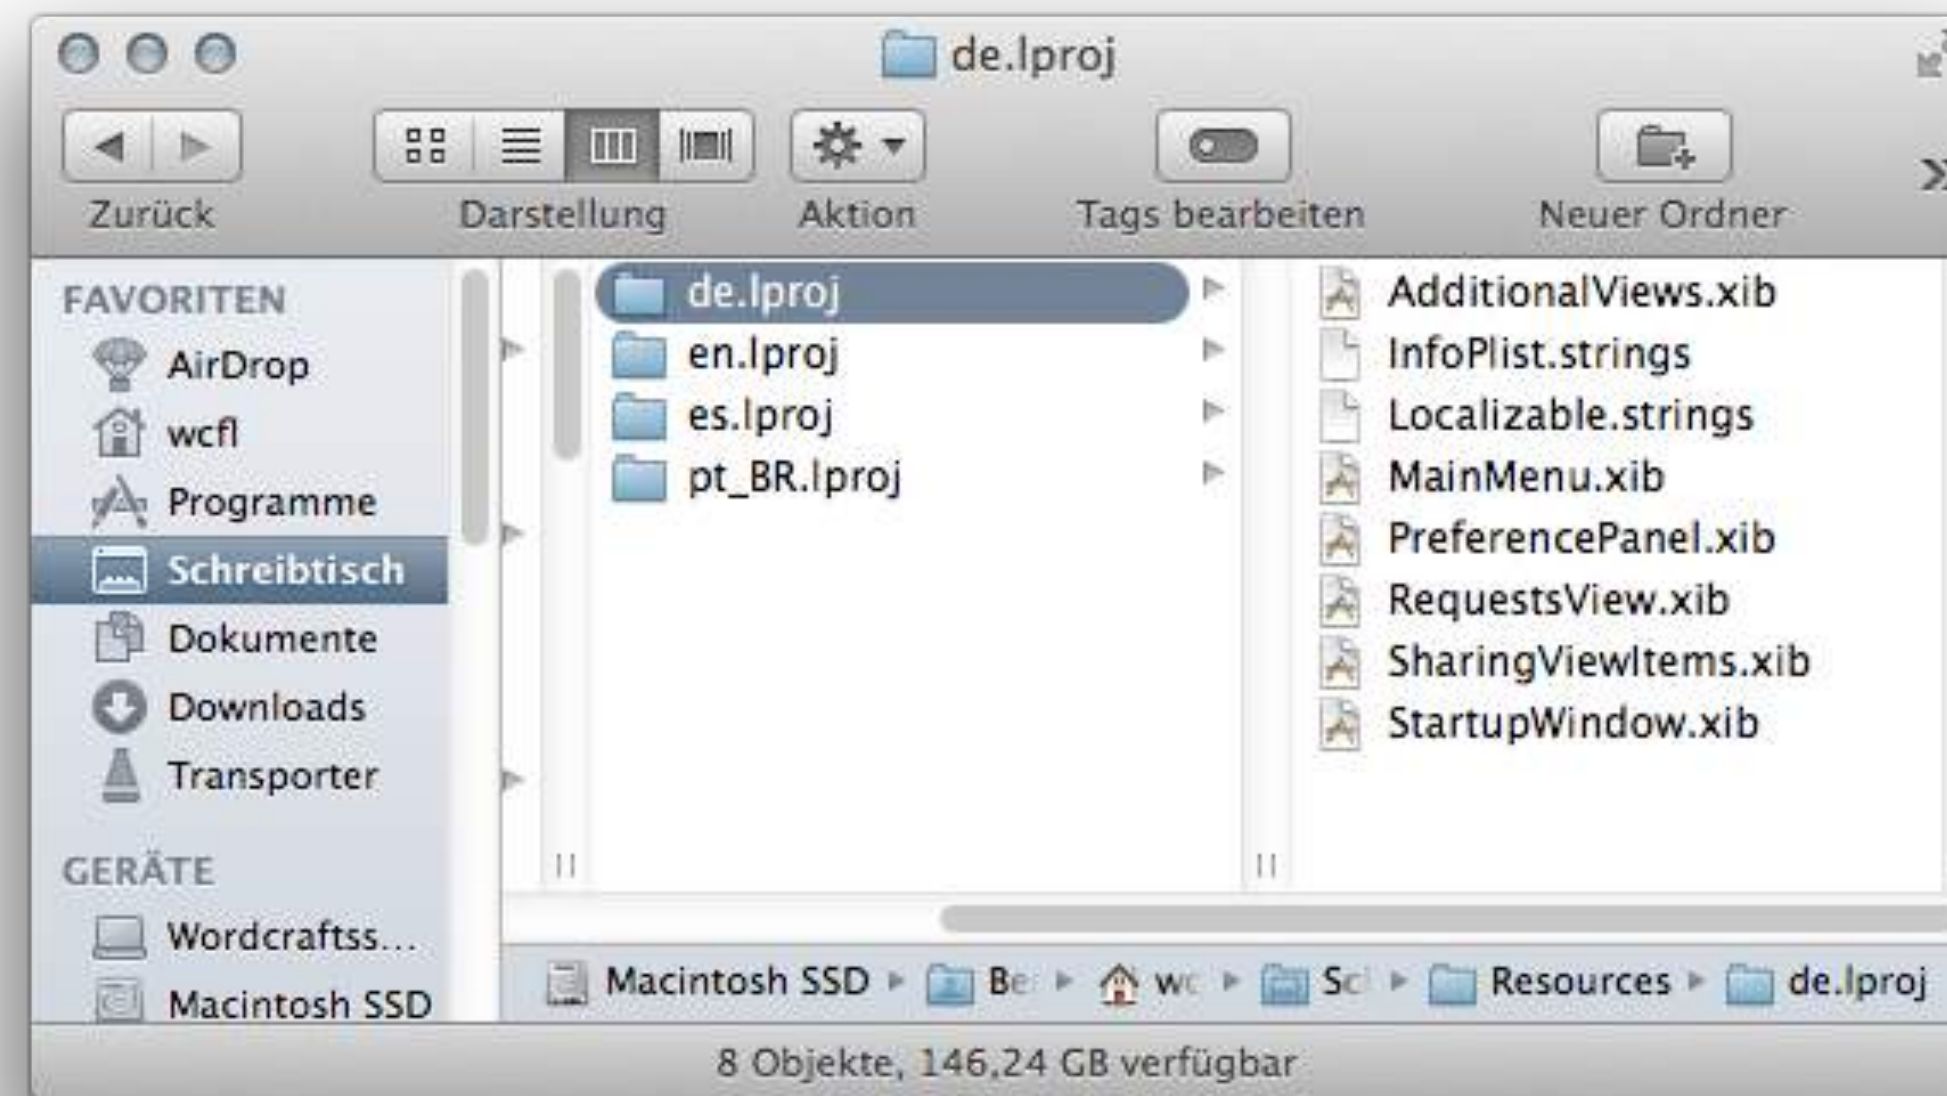 de.lproj
Zurück Darstellung Aktion Tags bearbeiten Neuer Ordner
FAVORITEN
AirDrop
wcfl
Programme
Schreibtisch
Dokumente
Downloads
Transporter
GERÄTE
Wordcraftss...
Macintosh SSD
de.lproj
en.lproj
es.lproj
pt_BR.lproj
AdditionalViews.xib
InfoPlist.strings
Localizable.strings
MainMenu.xib
PreferencePanel.xib
RequestsView.xib
SharingViewItems.xib
StartupWindow.xib
Macintosh SSD Resources de.lproj
8 Objekte, 146,24 GB verfügbar